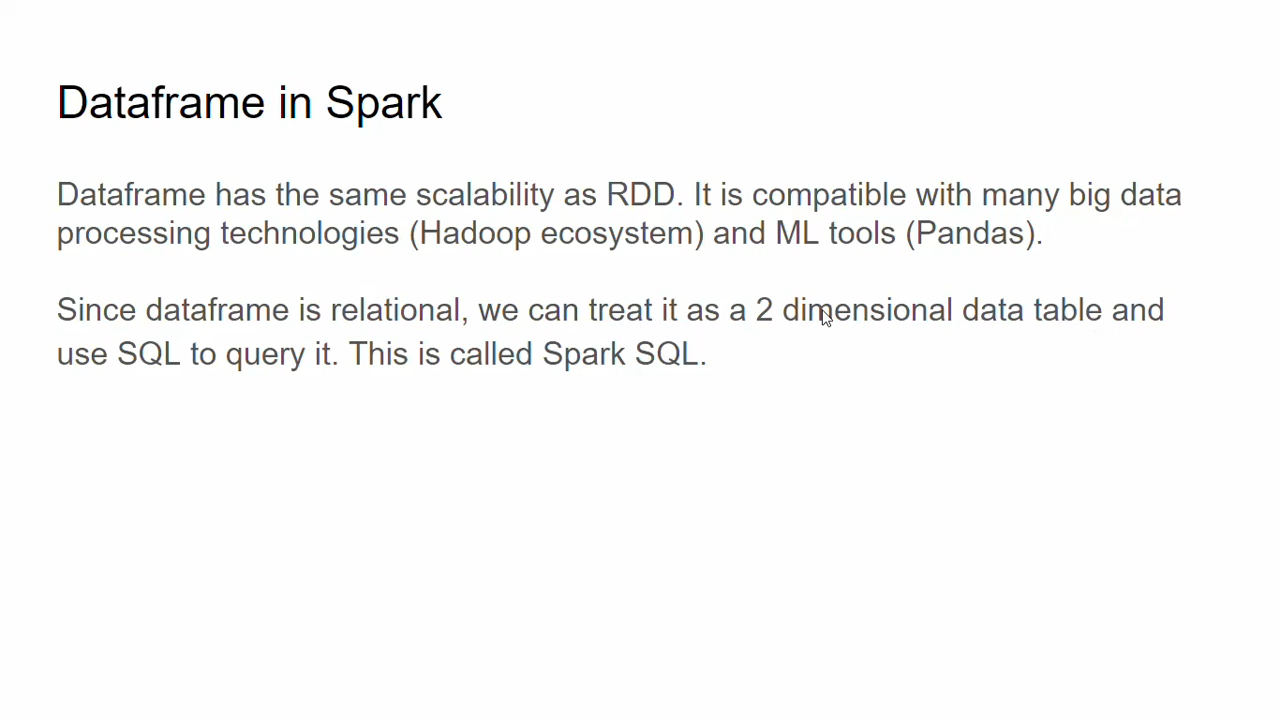 Dataframe in Spark
Dataframe has the same scalability as RDD. It is compatible with many big data
processing technologies (Hadoop ecosystem) and ML tools (Pandas).
Since dataframe is relational, we can treat it as a 2 dimensional data table and
use SQL to query it. This is called Spark SQL.